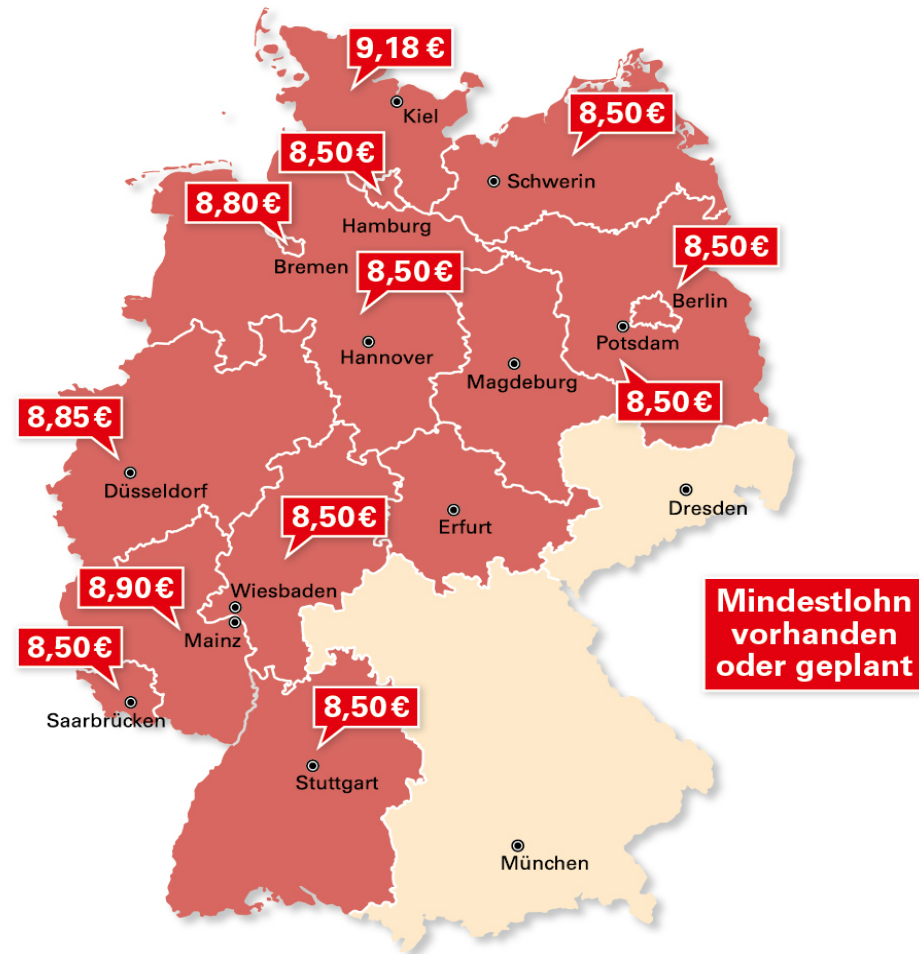 9,18 €
Kiel
8,50 €
8,50 €
Schwerin
8,80 €
Hamburg
Bremen
8,50 €
8,50 €
Berlin
Hannover
Potsdam
Magdeburg
8,50 €
8,85 €
Düsseldorf
Dresden
8,50 €
Erfurt
8,90 €
Wiesbaden
Mainz
Mindestlohn
vorhanden
oder geplant
8,50 €
Saarbrücken
8,50 €
Stuttgart
München